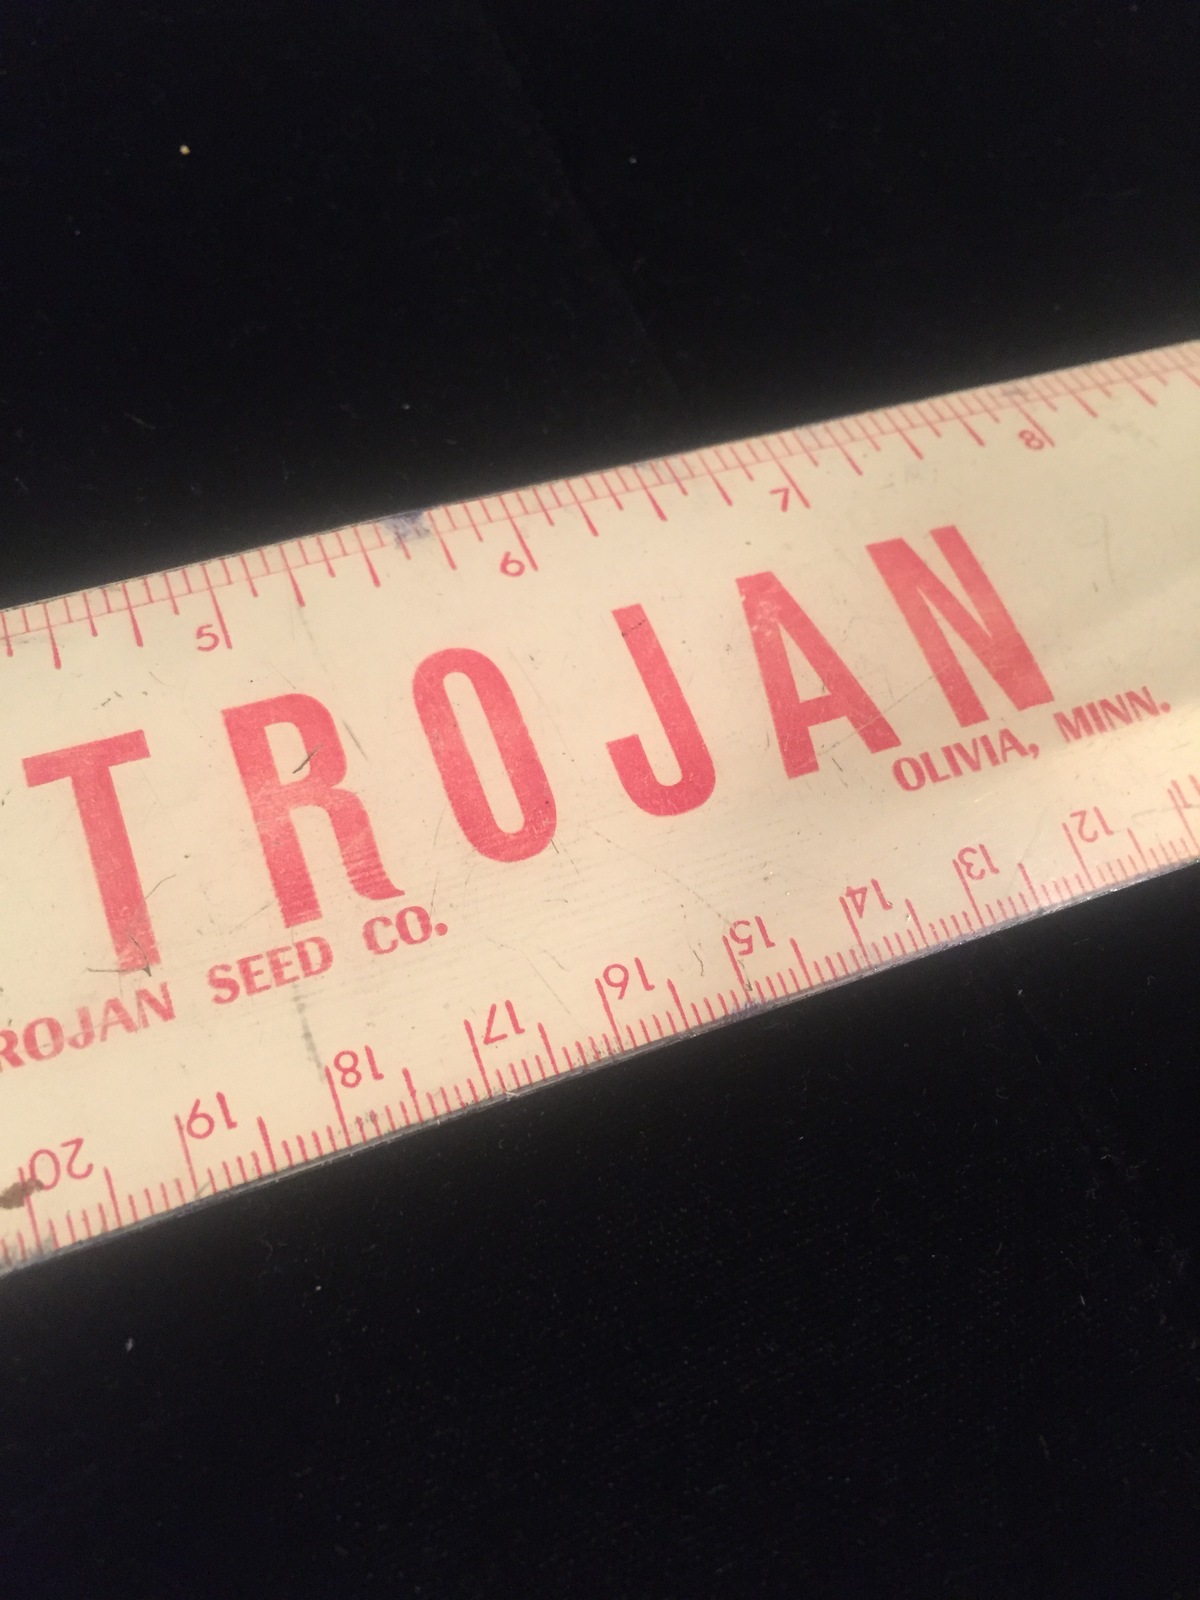 5 6 7 8
TROJAN
ROJAN SEED CO. OLIVIA, MINN.
20 19 18 17 16 15 14 13 12 11